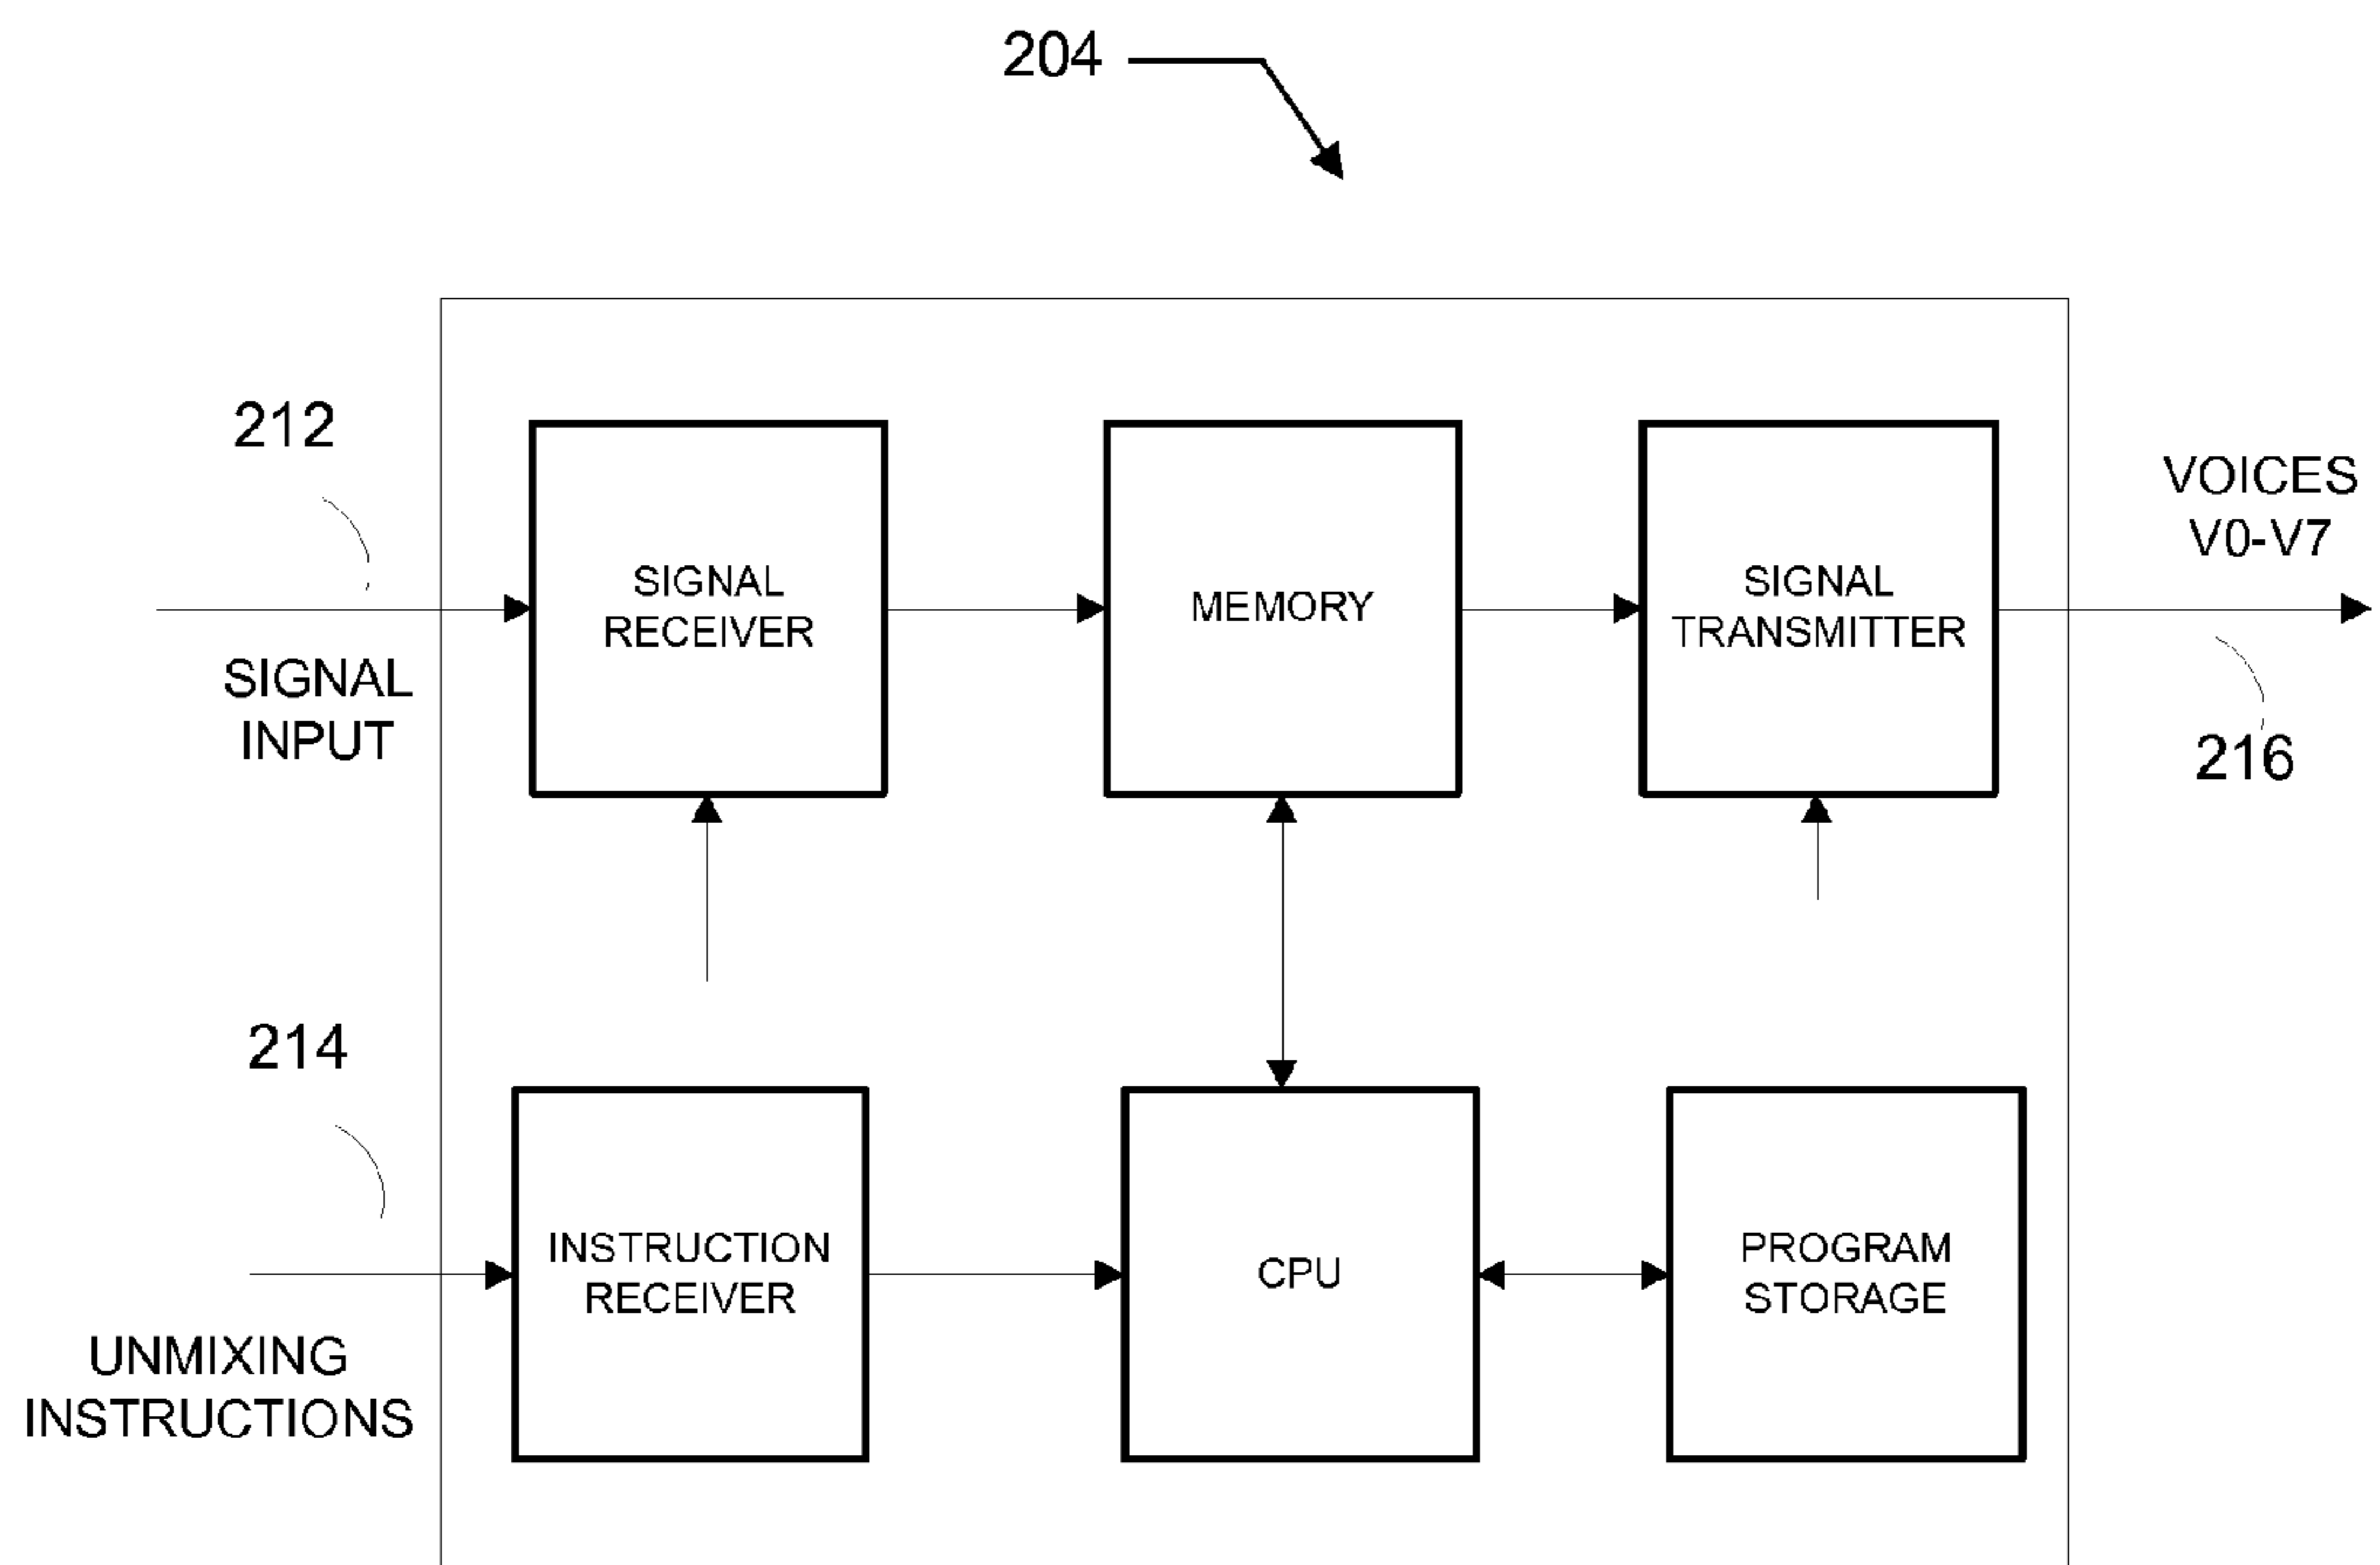 204
212
SIGNAL
INPUT
SIGNAL
RECEIVER
MEMORY
SIGNAL
TRANSMITTER
VOICES
V0-V7
216
214
UNMIXING
INSTRUCTIONS
INSTRUCTION
RECEIVER
CPU
PROGRAM
STORAGE